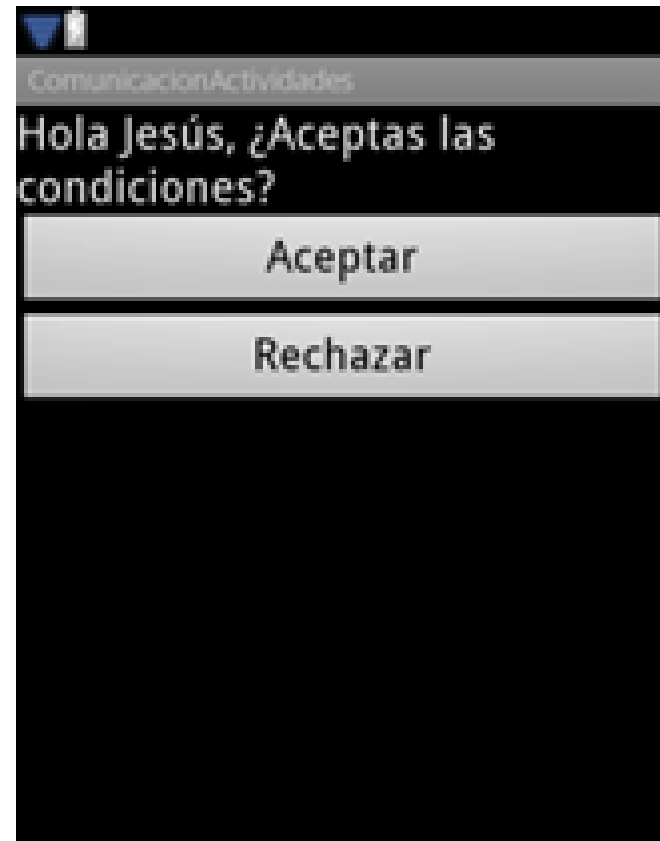 ComunicacionActividades
Hola Jesús, ¿Aceptas las
condiciones?
Aceptar
Rechazar